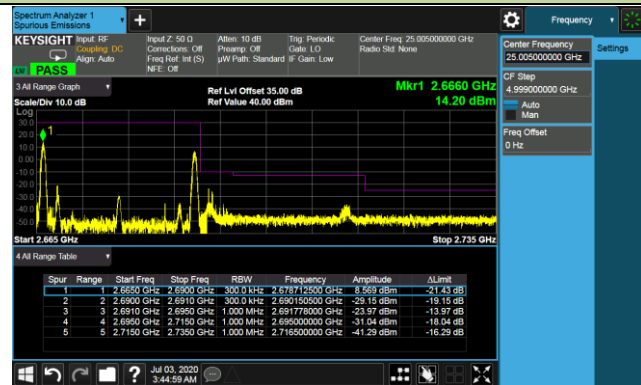 Spectrum Analyzer 1
Spurious Emissions
Frequency
KEYSIGHT Input: RF Input Z: 50 Ω Atten: 10 dB Trig: Periodic Center Freq: 25.005000000 GHz
Coupling: DC Corrections: Off Preamp: Off Gate: LO Radio Std: None
Align: Auto Freq Ref: Int (S) µW Path: Standard IF Gain: Low
NFE: Off
LV PASS
Center Frequency
25.005000000 GHz
Settings
CF Step
4.999000000 GHz
Auto
Man
Freq Offset
0 Hz
3 All Range Graph
Ref Lvl Offset 35.00 dB
Mkr1 2.6660 GHz
Scale/Div 10.0 dB
Ref Value 40.00 dBm
14.20 dBm
Log
30.0
20.0
10.0
0.00
-10.0
-20.0
-30.0
-40.0
-50.0
1
Start 2.665 GHz
Stop 2.735 GHz
4 All Range Table
Spur Range Start Freq Stop Freq RBW Frequency Amplitude ΔLimit
1 1 2.6650 GHz 2.6900 GHz 300.0 kHz 2.678712500 GHz 8.569 dBm -21.43 dB
2 2 2.6900 GHz 2.6910 GHz 300.0 kHz 2.690150500 GHz -29.15 dBm -19.15 dB
3 3 2.6910 GHz 2.6950 GHz 1.000 MHz 2.691778000 GHz -23.97 dBm -13.97 dB
4 4 2.6950 GHz 2.7150 GHz 1.000 MHz 2.695000000 GHz -31.04 dBm -18.04 dB
5 5 2.7150 GHz 2.7350 GHz 1.000 MHz 2.716500000 GHz -41.29 dBm -16.29 dB
Jul 03, 2020
3:44:59 AM